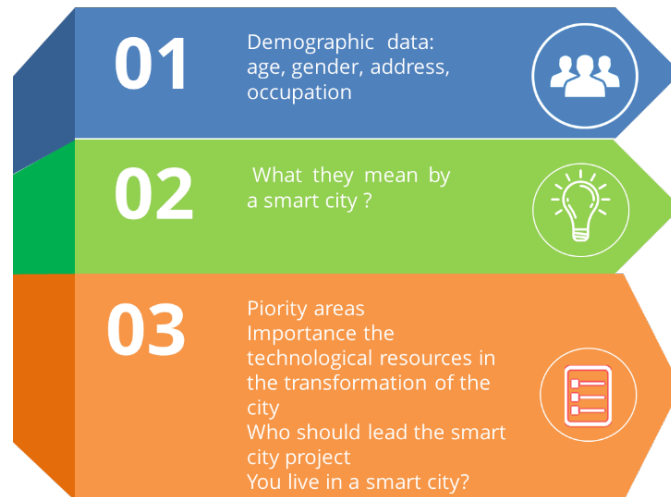 01
Demographic data:
age, gender, address,
occupation
02
What they mean by
a smart city ?
03
Piority areas
Importance the
technological resources in
the transformation of the
city
Who should lead the smart
city project
You live in a smart city?